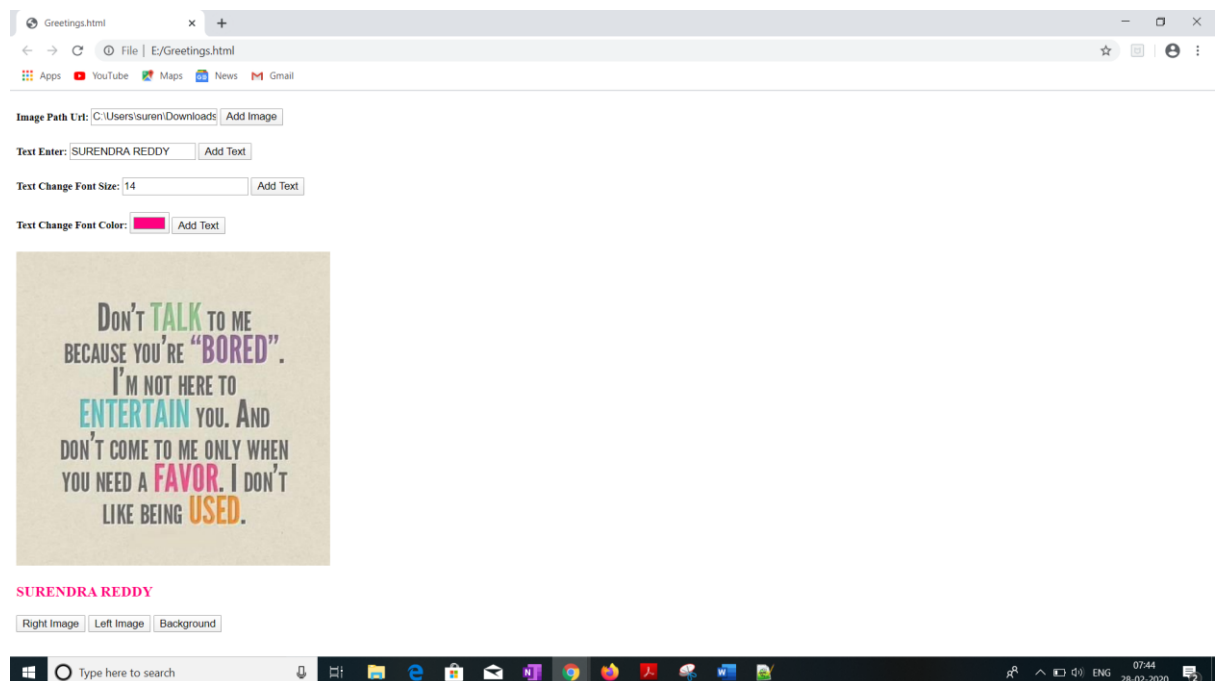 Greetings.html
File | E:/Greetings.html
Apps YouTube Maps News Gmail
Image Path Url: C:\Users\suren\Downloads Add Image
Text Enter: SURENDRA REDDY Add Text
Text Change Font Size: 14 Add Text
Text Change Font Color: Add Text
DON'T TALK TO ME
BECAUSE YOU'RE “BORED”.
I'M NOT HERE TO
ENTERTAIN YOU. AND
DON'T COME TO ME ONLY WHEN
YOU NEED A FAVOR. I DON'T
LIKE BEING USED.
SURENDRA REDDY
Right Image Left Image Background
Type here to search
ENG
07:44
28-02-2020